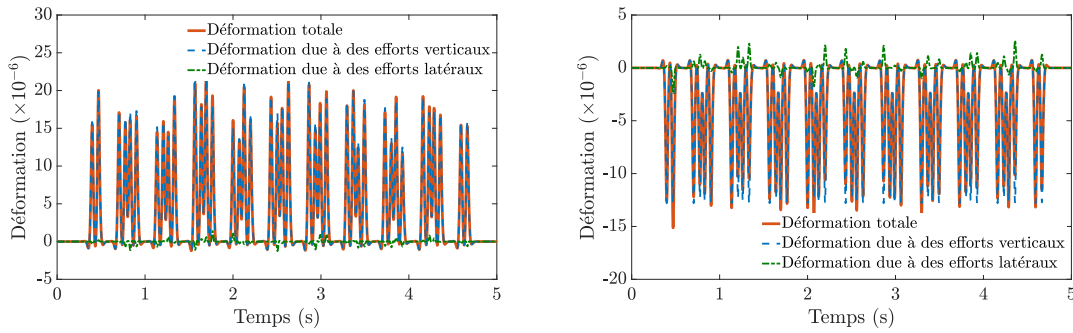 30
25
20
15
10
5
0
-5
Déformation (×10⁻⁶)
Déformation totale
Déformation due à des efforts verticaux
Déformation due à des efforts latéraux
0 1 2 3 4 5
Temps (s)
5
0
-5
-10
-15
-20
Déformation (×10⁻⁶)
Déformation totale
Déformation due à des efforts verticaux
Déformation due à des efforts latéraux
0 1 2 3 4 5
Temps (s)